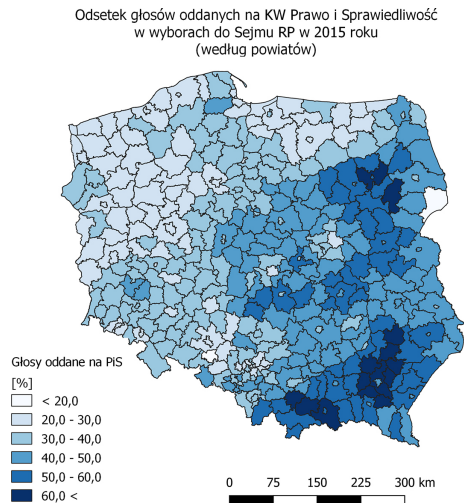 Odsetek głosów oddanych na KW Prawo i Sprawiedliwość
w wyborach do Sejmu RP w 2015 roku
(według powiatów)
Głosy oddane na PiS
[%]
< 20,0
20,0 - 30,0
30,0 - 40,0
40,0 - 50,0
50,0 - 60,0
60,0 <
0 75 150 225 300 km